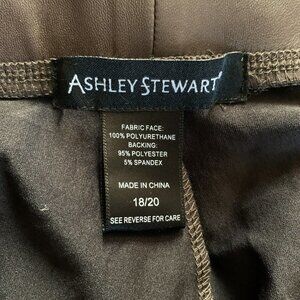 ASHLEY STEWART®
FABRIC FACE:
100% POLYURETHANE
BACKING:
95% POLYESTER
5% SPANDEX
MADE IN CHINA
18/20
SEE REVERSE FOR CARE